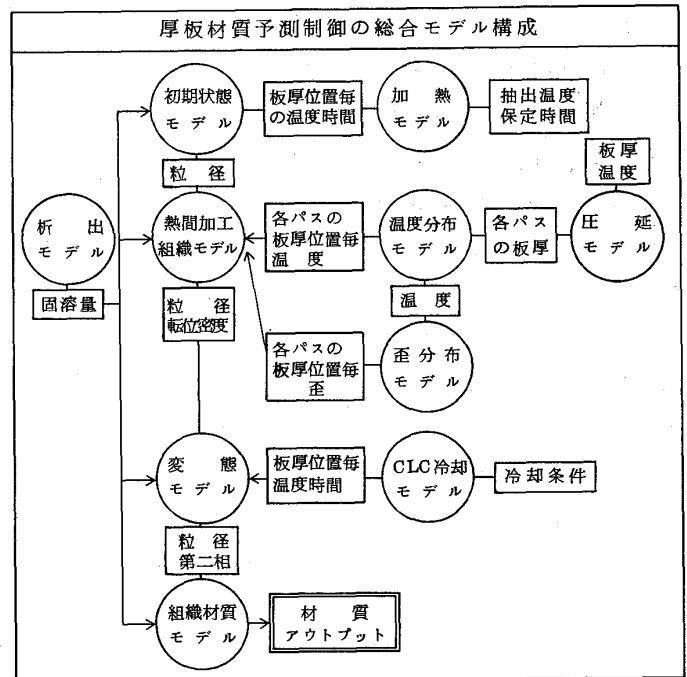 厚板材質予測制御の総合モデル構成
初期状態
モデル
板厚位置毎
の温度時間
加熱
モデル
抽出温度
保定時間
粒径
板厚
温度
析出
モデル
固溶量
熱間加工
組織モデル
各パスの
板厚位置毎
温度
温度分布
モデル
各パス
の板厚
圧延
モデル
粒径
転位密度
温度
各パスの
板厚位置毎
歪
歪分布
モデル
変態
モデル
板厚位置毎
温度時間
CLC冷却
モデル
冷却条件
粒径
第二相
組織材質
モデル
材質
アウトプット